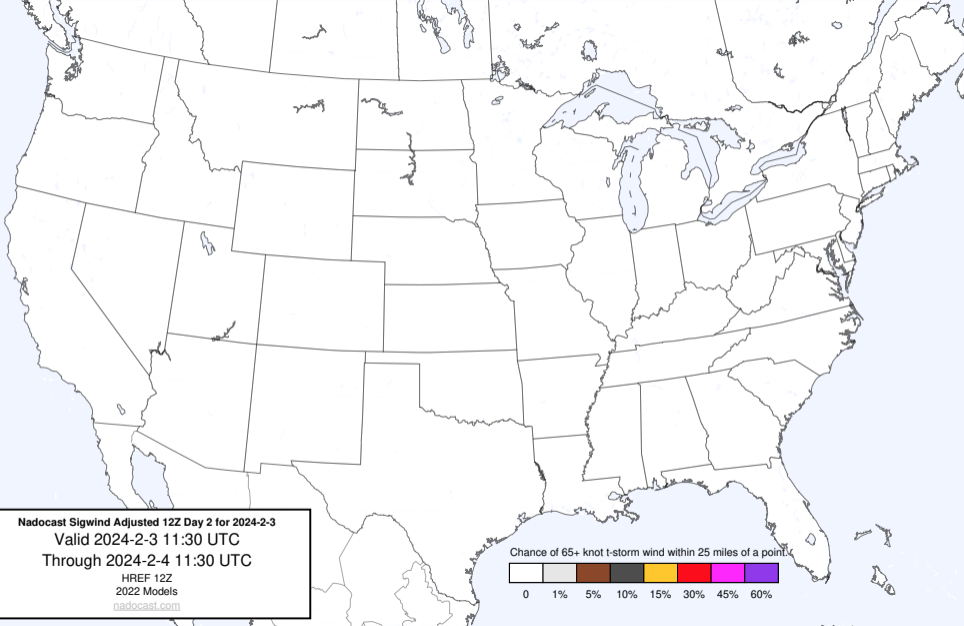 Nadocast Sigwind Adjusted 12Z Day 2 for 2024-2-3
Valid 2024-2-3 11:30 UTC
Through 2024-2-4 11:30 UTC
HREF 12Z
2022 Models
nadocast.com
Chance of 65+ knot t-storm wind within 25 miles of a point.
0 1% 5% 10% 15% 30% 45% 60%